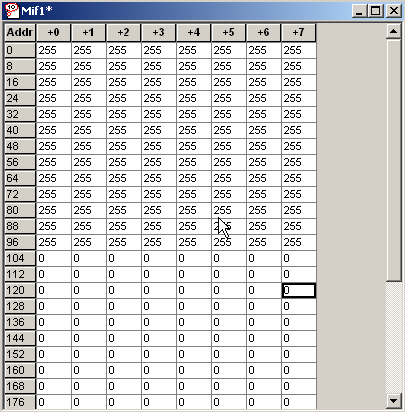 Mif1*
Addr +0 +1 +2 +3 +4 +5 +6 +7
0 255 255 255 255 255 255 255 255
8 255 255 255 255 255 255 255 255
16 255 255 255 255 255 255 255 255
24 255 255 255 255 255 255 255 255
32 255 255 255 255 255 255 255 255
40 255 255 255 255 255 255 255 255
48 255 255 255 255 255 255 255 255
56 255 255 255 255 255 255 255 255
64 255 255 255 255 255 255 255 255
72 255 255 255 255 255 255 255 255
80 255 255 255 255 255 255 255 255
88 255 255 255 255 255 255 255 255
96 255 255 255 255 255 255 255 255
104 0 0 0 0 0 0 0 0
112 0 0 0 0 0 0 0 0
120 0 0 0 0 0 0 0 0
128 0 0 0 0 0 0 0 0
136 0 0 0 0 0 0 0 0
144 0 0 0 0 0 0 0 0
152 0 0 0 0 0 0 0 0
160 0 0 0 0 0 0 0 0
168 0 0 0 0 0 0 0 0
176 0 0 0 0 0 0 0 0